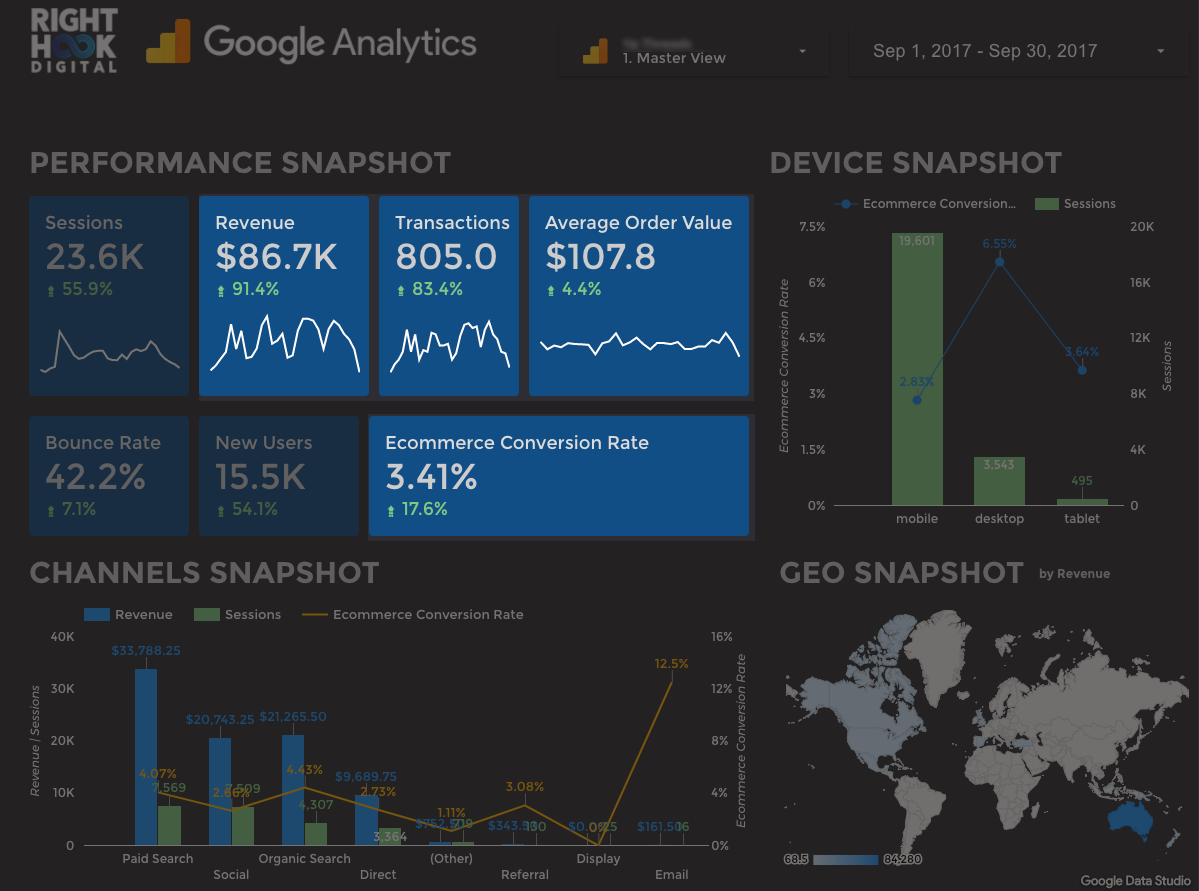 RIGHT
HOOK
DIGITAL
Google Analytics
1. Master View
Sep 1, 2017 - Sep 30, 2017
PERFORMANCE SNAPSHOT
Sessions
23.6K
55.9%
Revenue
$86.7K
91.4%
Transactions
805.0
83.4%
Average Order Value
$107.8
4.4%
Bounce Rate
42.2%
7.1%
New Users
15.5K
54.1%
Ecommerce Conversion Rate
3.41%
17.6%
DEVICE SNAPSHOT
Ecommerce Conversion... Sessions
7.5% 20K
6% 16K
4.5% 12K
3% 8K
1.5% 4K
0% 0
Ecommerce Conversion Rate
Sessions
19,601
6.55%
3.64%
2.83%
3,543
495
mobile desktop tablet
CHANNELS SNAPSHOT
Revenue Sessions Ecommerce Conversion Rate
40K 16%
30K 12%
20K 8%
10K 4%
0 0%
Revenue | Sessions
Ecommerce Conversion Rate
$33,788.25
$20,743.25 $21,265.50
$9,689.75
12.5%
4.07% 2.66% 4.43% 2.73% 1.11% 3.08% 0%
7,569 7,509 4,307 3,364 719 130 25 16
$343.50 $161.50
Paid Search Organic Search (Other) Display
Social Direct Referral Email
GEO SNAPSHOT by Revenue
68.5 84,280
Google Data Studio